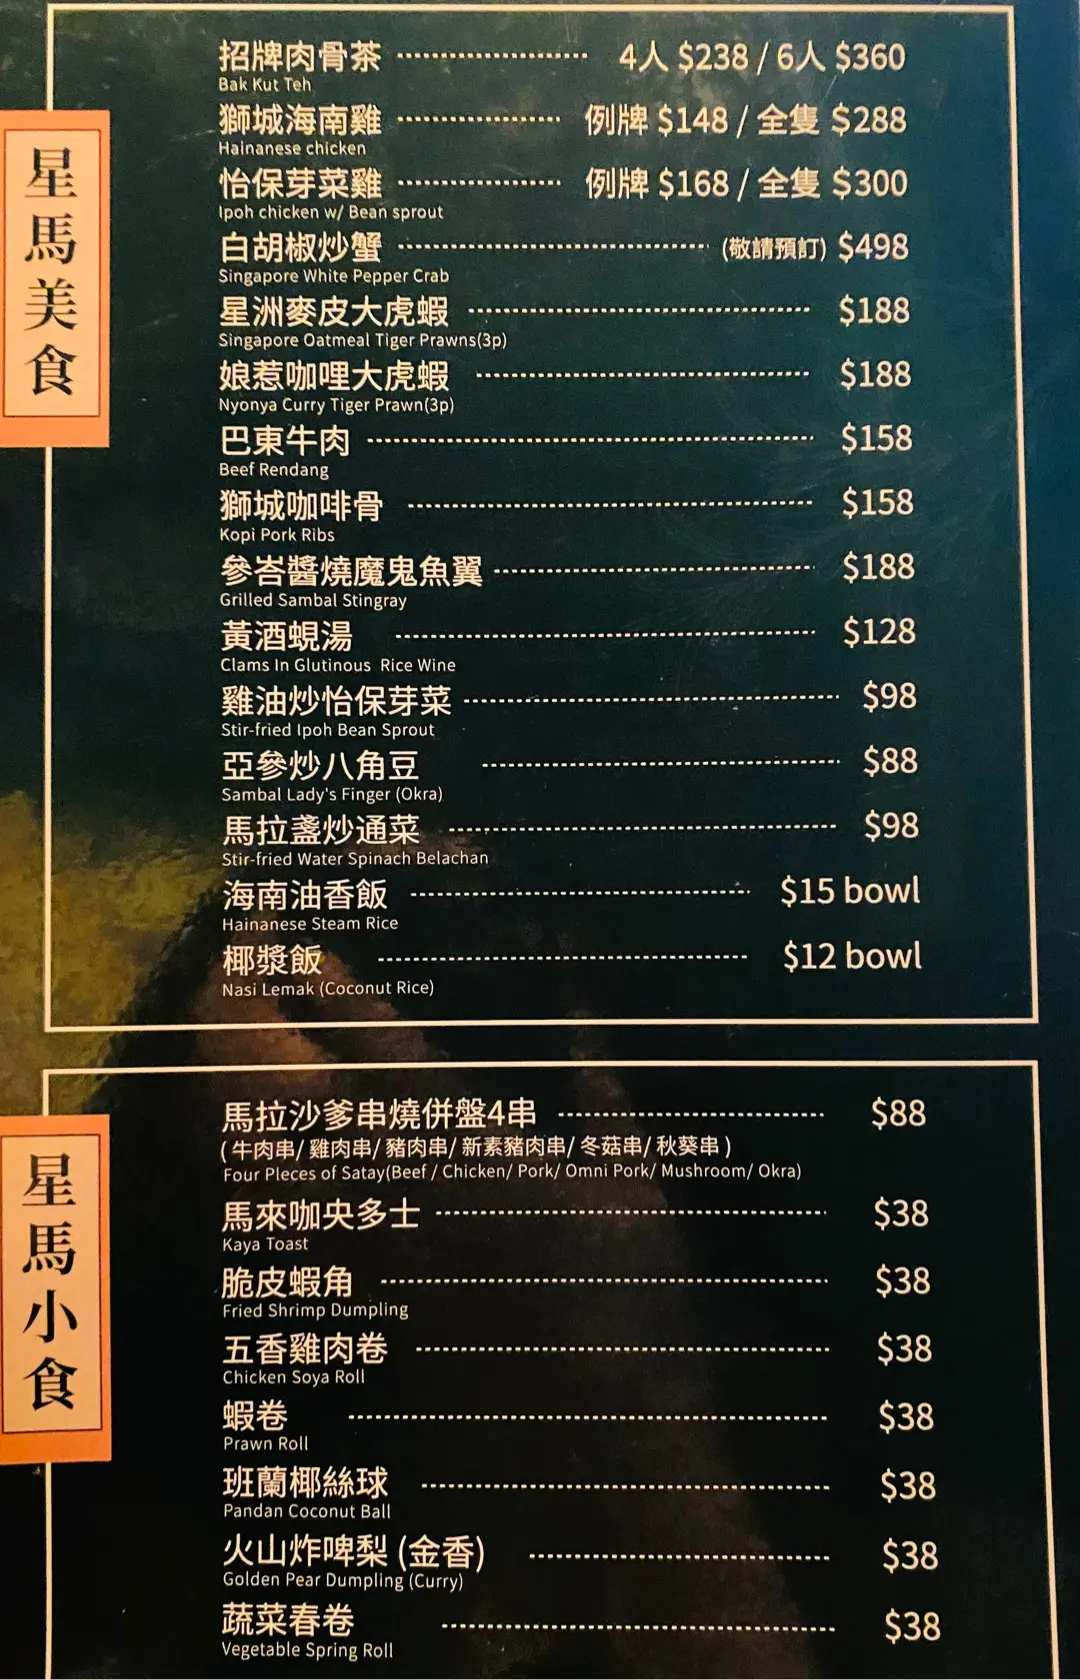 星馬美食
招牌肉骨茶 4人 $238 / 6人 $360
Bak Kut Teh
獅城海南雞 例牌 $148 / 全隻 $288
Hainanese chicken
怡保芽菜雞 例牌 $168 / 全隻 $300
Ipoh chicken w/ Bean sprout
白胡椒炒蟹 (敬請預訂) $498
Singapore White Pepper Crab
星洲麥皮大虎蝦 $188
Singapore Oatmeal Tiger Prawns(3p)
娘惹咖哩大虎蝦 $188
Nyonya Curry Tiger Prawn(3p)
巴東牛肉 $158
Beef Rendang
獅城咖啡骨 $158
Kopi Pork Ribs
參峇醬燒魔鬼魚翼 $188
Grilled Sambal Stingray
黃酒蜆湯 $128
Clams In Glutinous Rice Wine
雞油炒怡保芽菜 $98
Stir-fried Ipoh Bean Sprout
亞參炒八角豆 $88
Sambal Lady's Finger (Okra)
馬拉盞炒通菜 $98
Stir-fried Water Spinach Belachan
海南油香飯 $15 bowl
Hainanese Steam Rice
椰漿飯 $12 bowl
Nasi Lemak (Coconut Rice)
星馬小食
馬拉沙爹串燒併盤4串 $88
( 牛肉串/ 雞肉串/ 豬肉串/ 新素豬肉串/ 冬菇串/ 秋葵串 )
Four PIeces of Satay(Beef / Chicken/ Pork/ Omni Pork/ Mushroom/ Okra)
馬來咖央多士 $38
Kaya Toast
脆皮蝦角 $38
Fried Shrimp Dumpling
五香雞肉卷 $38
Chicken Soya Roll
蝦卷 $38
Prawn Roll
班蘭椰絲球 $38
Pandan Coconut Ball
火山炸啤梨 (金香) $38
Golden Pear Dumpling (Curry)
蔬菜春卷 $38
Vegetable Spring Roll